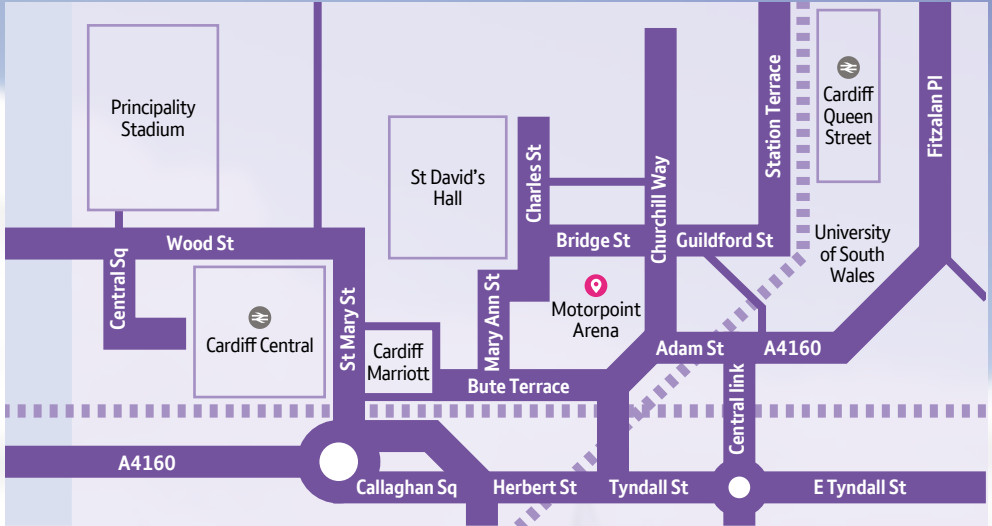 Principality
Stadium
Cardiff
Queen
Street
Station Terrace
Fitzalan Pl
St David's
Hall
Charles St
Churchill Way
Wood St
Bridge St
Guildford St
University
of South
Wales
Central Sq
Mary Ann St
Motorpoint
Arena
Cardiff Central
St Mary St
Cardiff
Marriott
Adam St
A4160
Bute Terrace
Central link
A4160
Callaghan Sq
Herbert St
Tyndall St
E Tyndall St